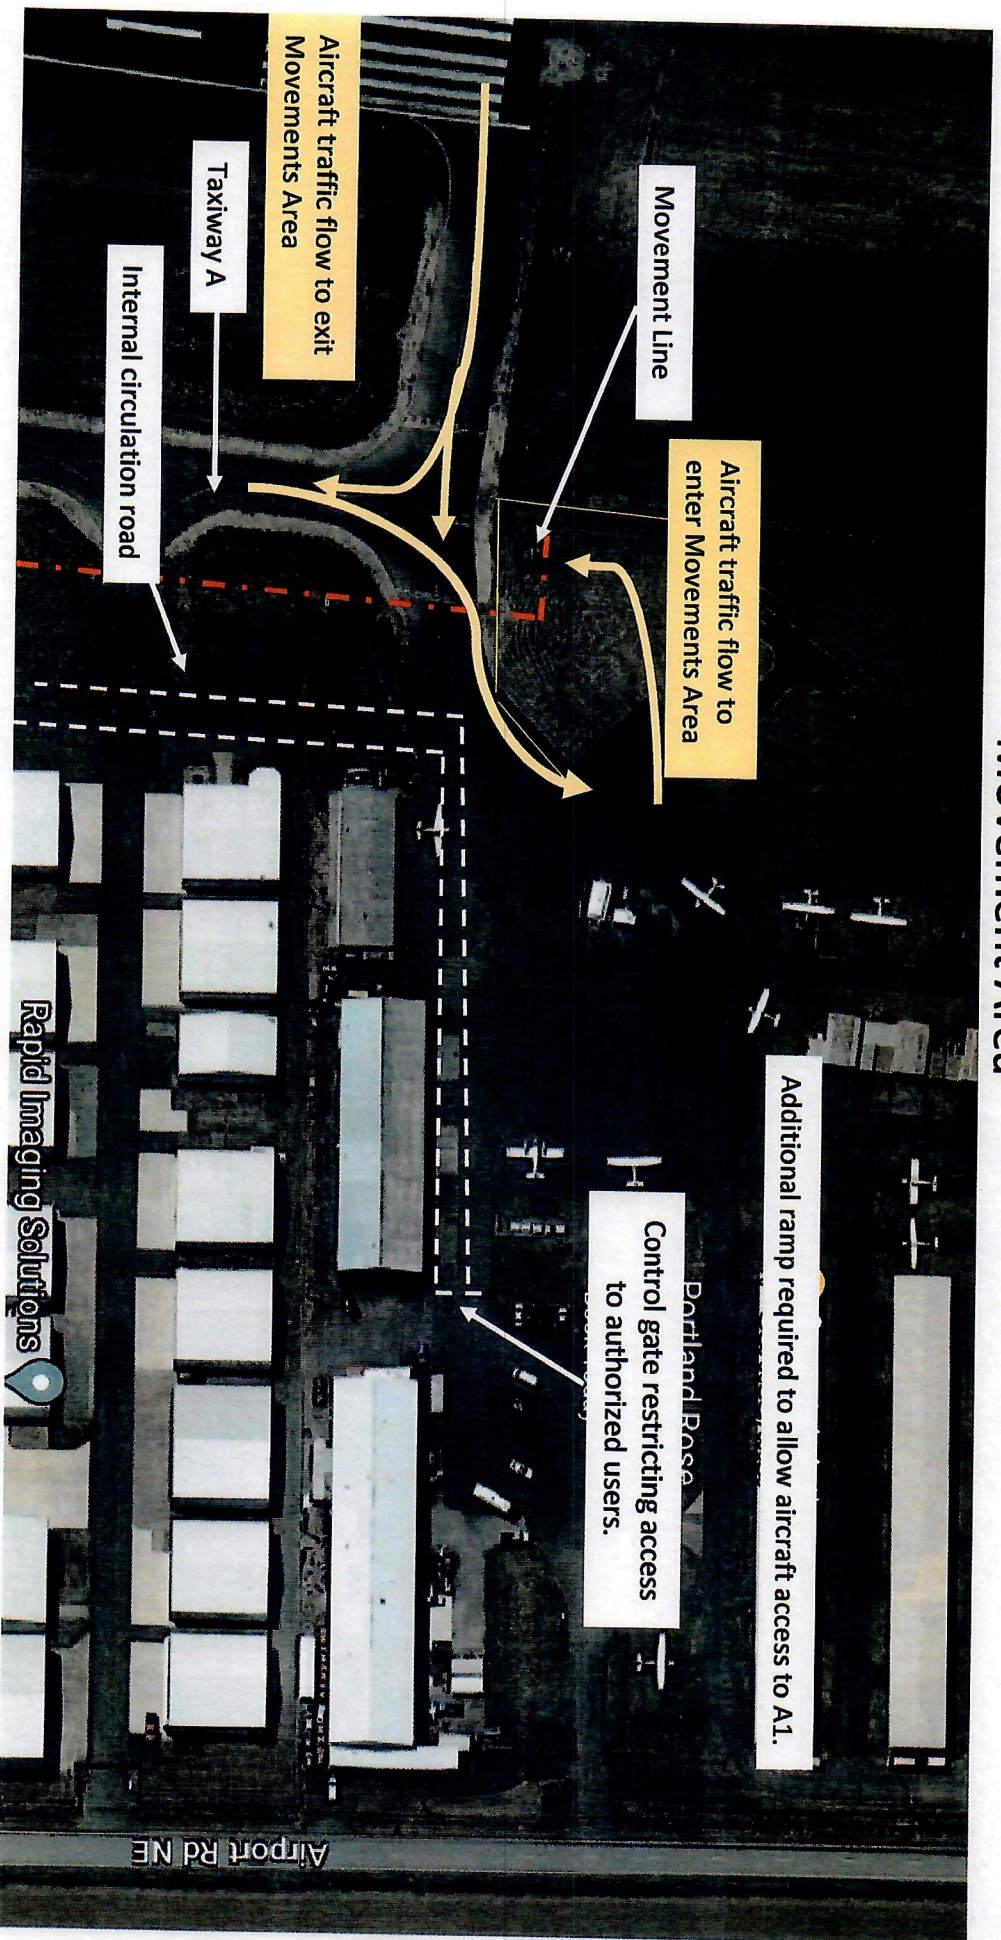 Movement Area
Additional ramp required to allow aircraft access to A1.
Aircraft traffic flow to
enter Movements Area
Movement Line
Control gate restricting access
to authorized users.
Portland Rose
Aircraft traffic flow to exit
Movements Area
Taxiway A
Internal circulation road
Rapid Imaging Solutions
Airport Rd NE